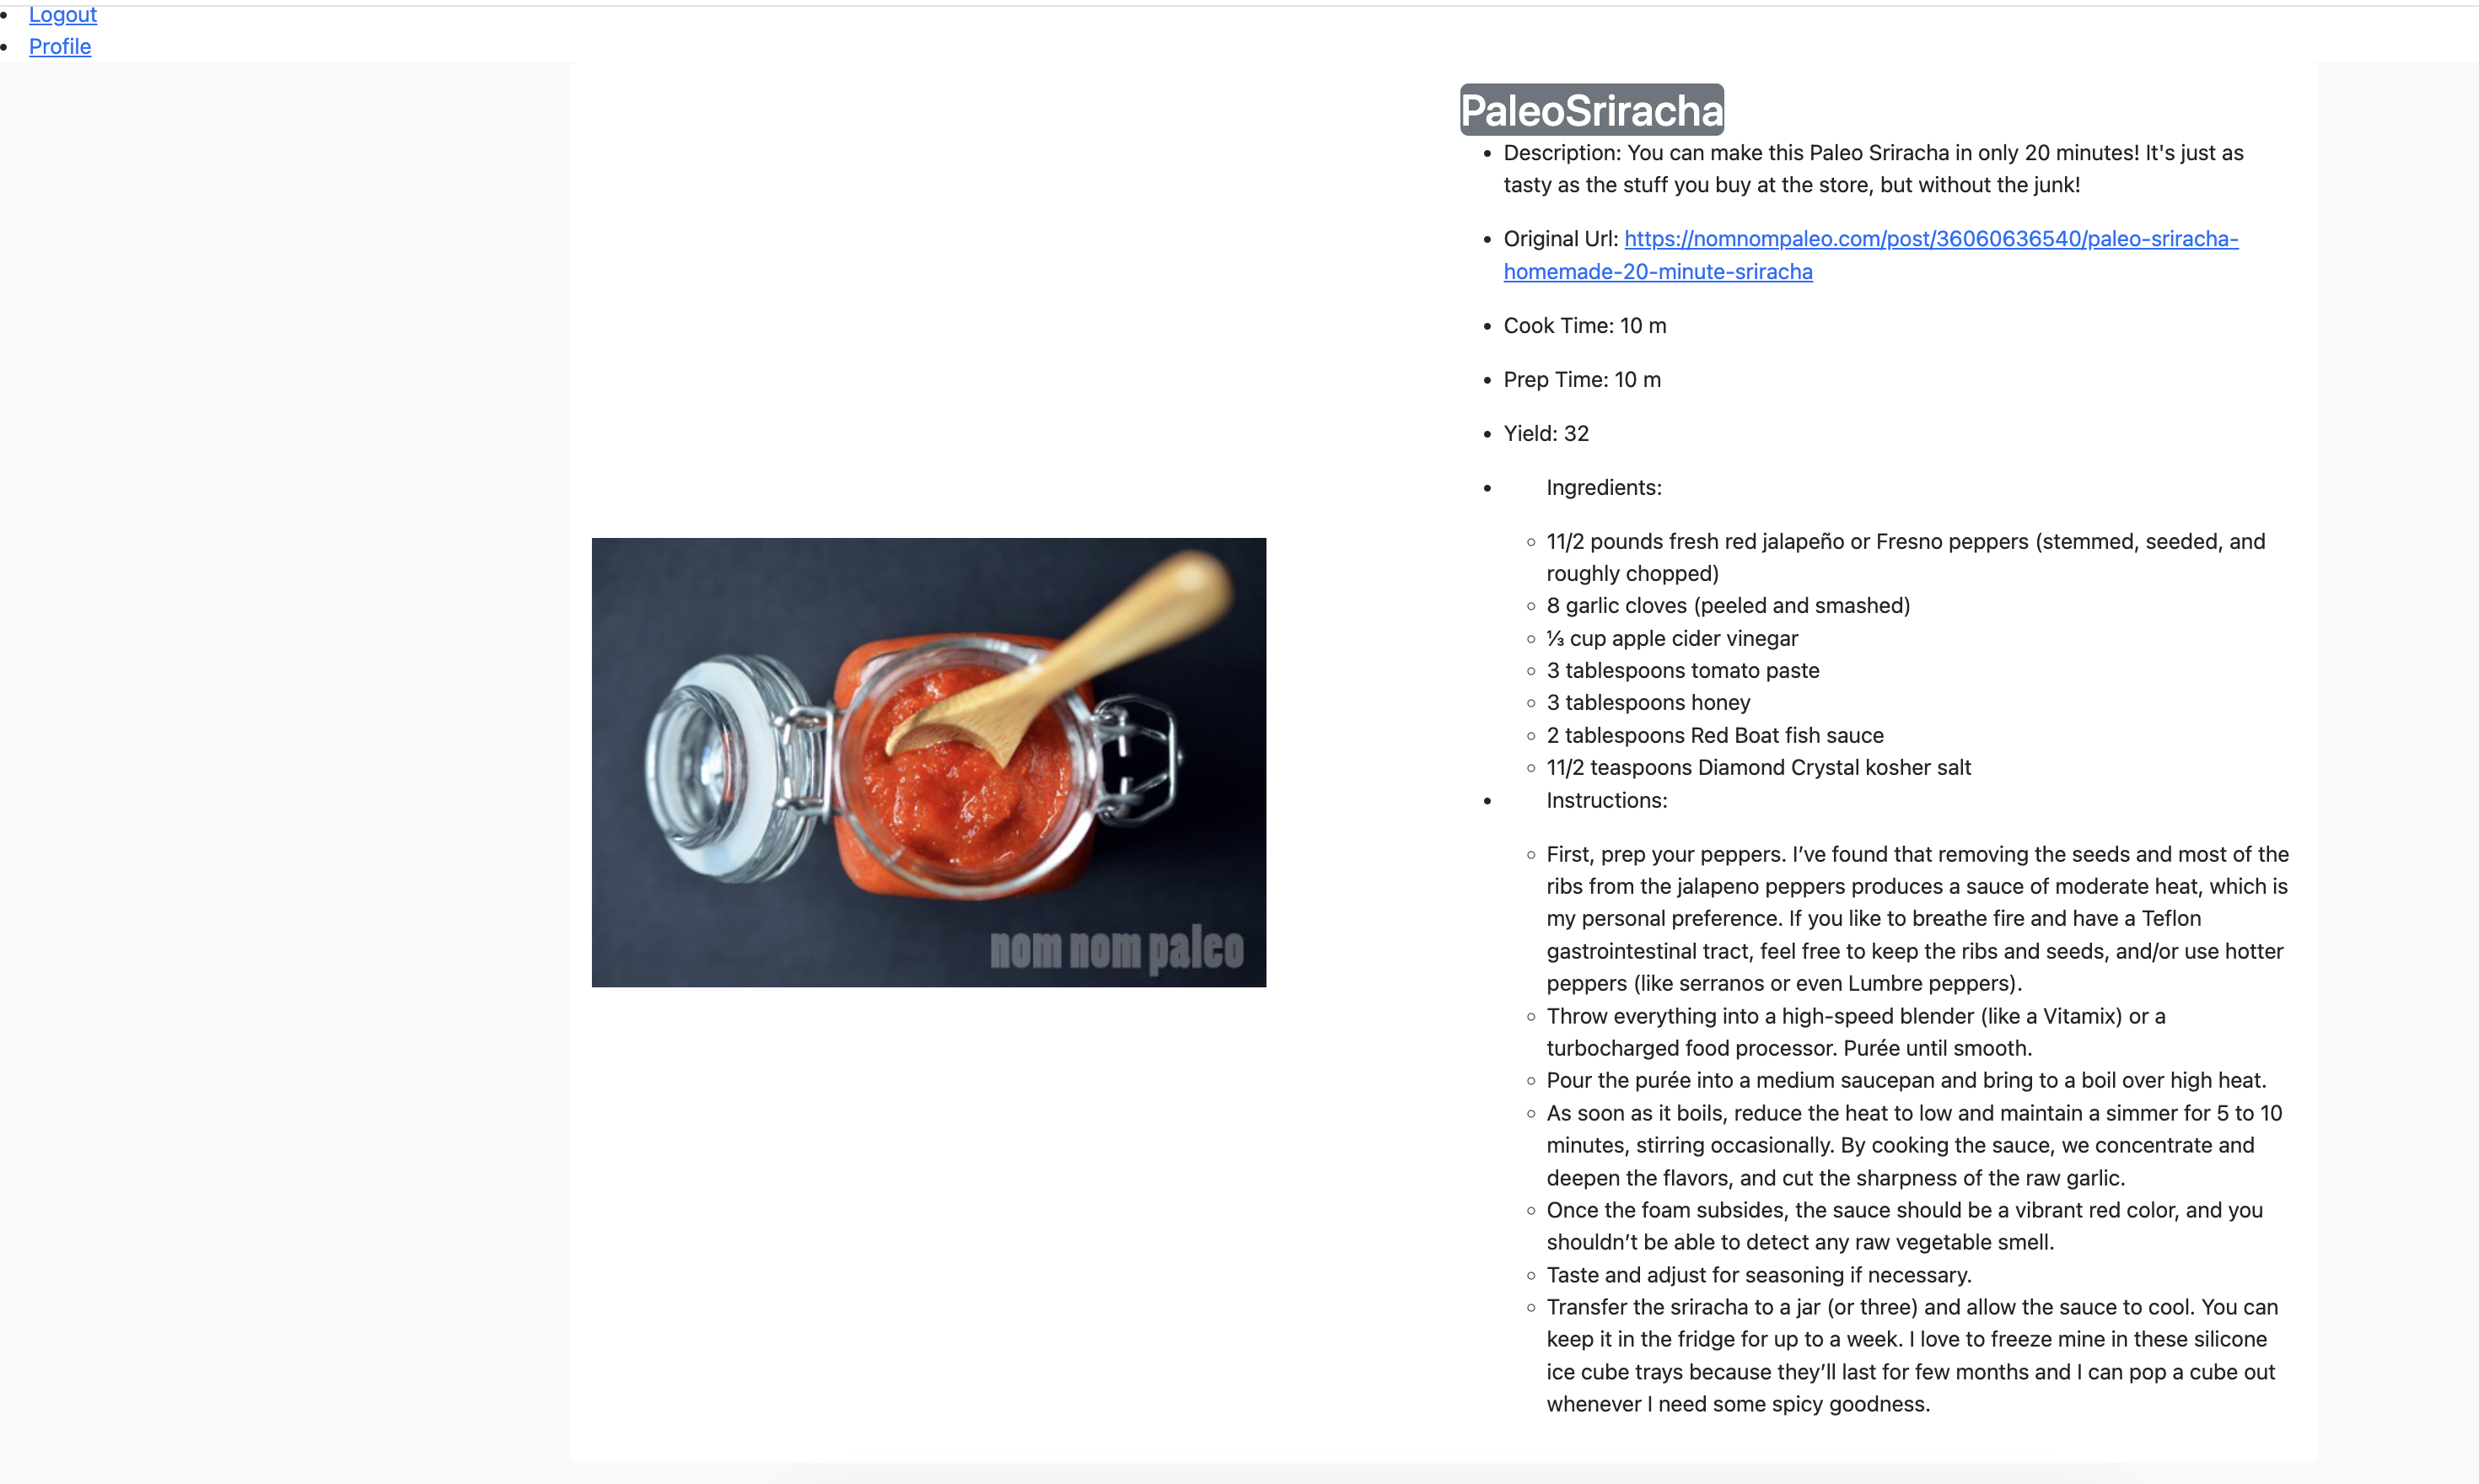 Logout
Profile
PaleoSriracha
Description: You can make this Paleo Sriracha in only 20 minutes! It's just as
tasty as the stuff you buy at the store, but without the junk!
Original Url: https://nomnompaleo.com/post/36060636540/paleo-sriracha-
homemade-20-minute-sriracha
Cook Time: 10 m
Prep Time: 10 m
Yield: 32
Ingredients:
11/2 pounds fresh red jalapeño or Fresno peppers (stemmed, seeded, and
roughly chopped)
8 garlic cloves (peeled and smashed)
⅓ cup apple cider vinegar
3 tablespoons tomato paste
3 tablespoons honey
2 tablespoons Red Boat fish sauce
11/2 teaspoons Diamond Crystal kosher salt
Instructions:
First, prep your peppers. I’ve found that removing the seeds and most of the
ribs from the jalapeno peppers produces a sauce of moderate heat, which is
my personal preference. If you like to breathe fire and have a Teflon
gastrointestinal tract, feel free to keep the ribs and seeds, and/or use hotter
peppers (like serranos or even Lumbre peppers).
Throw everything into a high-speed blender (like a Vitamix) or a
turbocharged food processor. Purée until smooth.
Pour the purée into a medium saucepan and bring to a boil over high heat.
As soon as it boils, reduce the heat to low and maintain a simmer for 5 to 10
minutes, stirring occasionally. By cooking the sauce, we concentrate and
deepen the flavors, and cut the sharpness of the raw garlic.
Once the foam subsides, the sauce should be a vibrant red color, and you
shouldn’t be able to detect any raw vegetable smell.
Taste and adjust for seasoning if necessary.
Transfer the sriracha to a jar (or three) and allow the sauce to cool. You can
keep it in the fridge for up to a week. I love to freeze mine in these silicone
ice cube trays because they’ll last for few months and I can pop a cube out
whenever I need some spicy goodness.
nom nom paleo